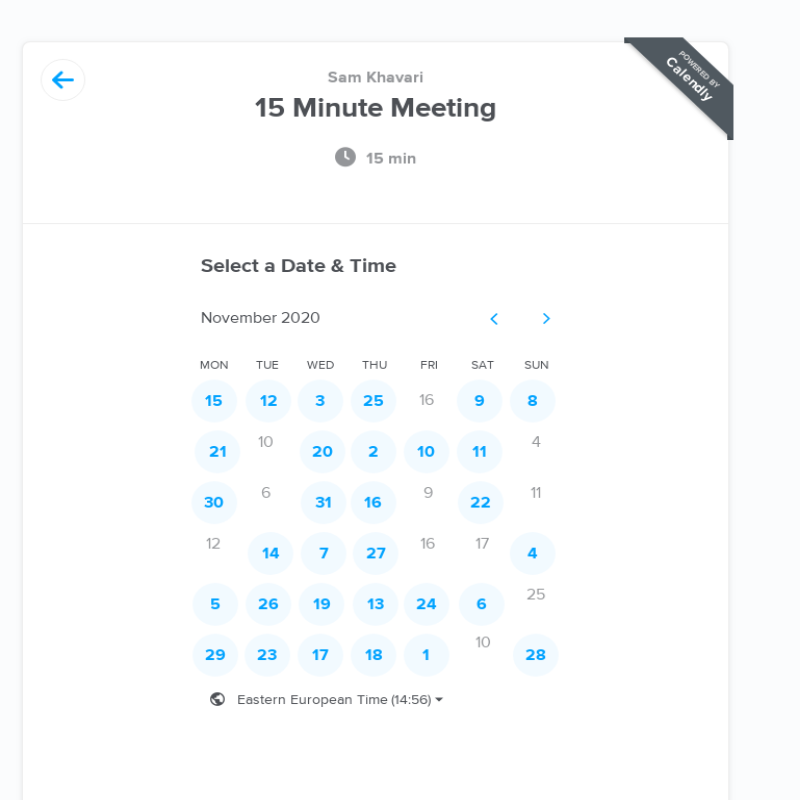 POWERED BY
Calendly
Sam Khavari
15 Minute Meeting
15 min
Select a Date & Time
November 2020
MON TUE WED THU FRI SAT SUN
15 12 3 25 16 9 8
21 10 20 2 10 11 4
30 6 31 16 9 22 11
12 14 7 27 16 17 4
5 26 19 13 24 6 25
29 23 17 18 1 10 28
Eastern European Time (14:56)